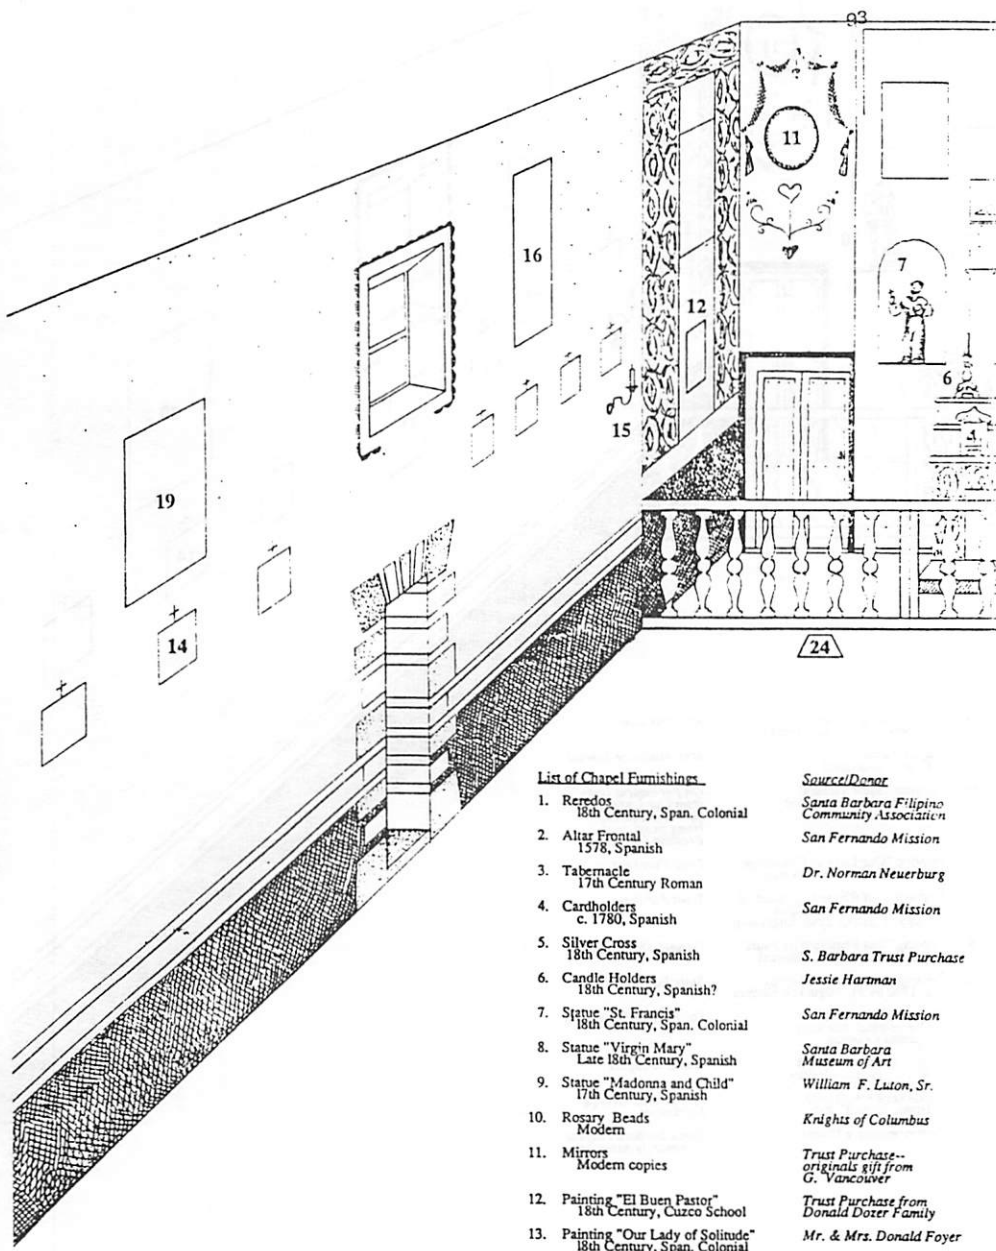 93
11
16
7
12
6
15
4
19
14
24
List of Chapel Furnishings Source/Donor
1. Reredos Santa Barbara Filipino
18th Century, Span. Colonial Community Association
2. Altar Frontal San Fernando Mission
1578, Spanish
3. Tabernacle Dr. Norman Neuerburg
17th Century Roman
4. Cardholders San Fernando Mission
c. 1780, Spanish
5. Silver Cross
18th Century, Spanish S. Barbara Trust Purchase
6. Candle Holders Jessie Hartman
18th Century, Spanish?
7. Statue "St. Francis" San Fernando Mission
18th Century, Span. Colonial
8. Statue "Virgin Mary" Santa Barbara
Late 18th Century, Spanish Museum of Art
9. Statue "Madonna and Child" William F. Luton, Sr.
17th Century, Spanish
10. Rosary Beads Knights of Columbus
Modern
11. Mirrors Trust Purchase--
Modern copies originals gift from
G. Vancouver
12. Painting "El Buen Pastor" Trust Purchase from
18th Century, Cuzco School Donald Dozer Family
13. Painting "Our Lady of Solitude" Mr. & Mrs. Donald Foyer
18th Century, Span. Colonial